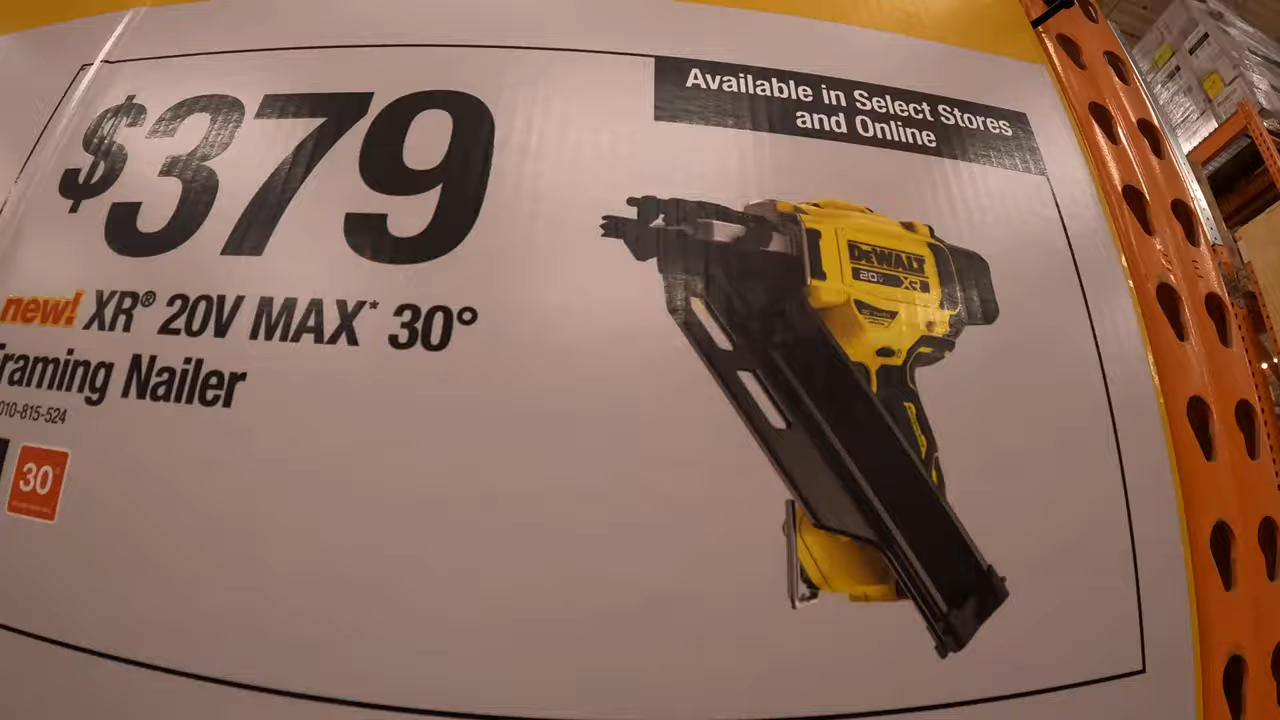 $379
Available in Select Stores
and Online
new! XR® 20V MAX* 30°
raming Nailer
010-815-524
30°
DEWALT
20V XR